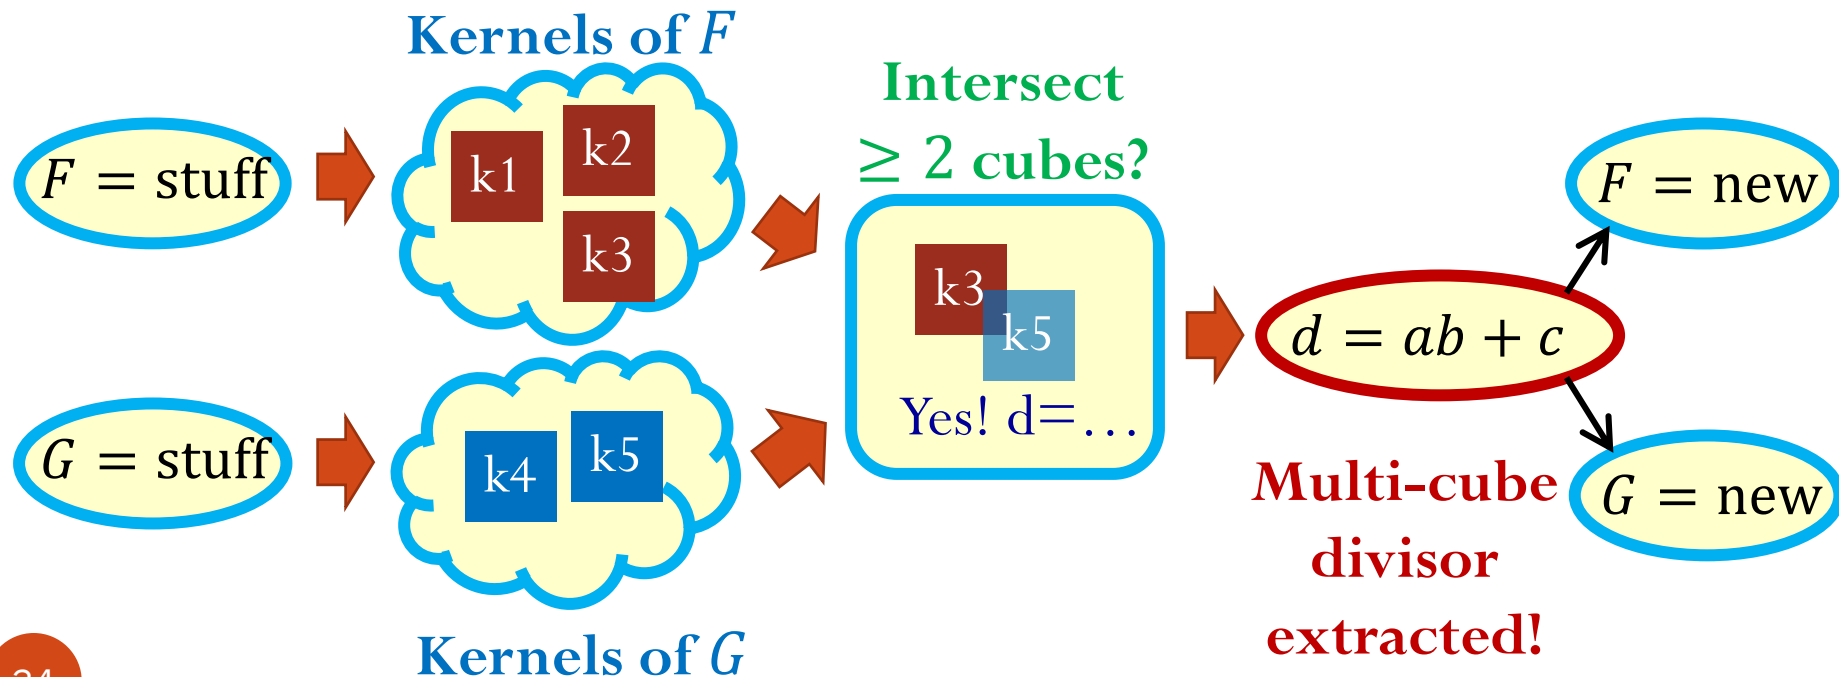 Kernels of F
F = stuff
k1
k2
k3
Intersect
≥ 2 cubes?
k3
k5
Yes! d=…
G = stuff
k4
k5
Kernels of G
d = ab + c
F = new
G = new
Multi-cube
divisor
extracted!